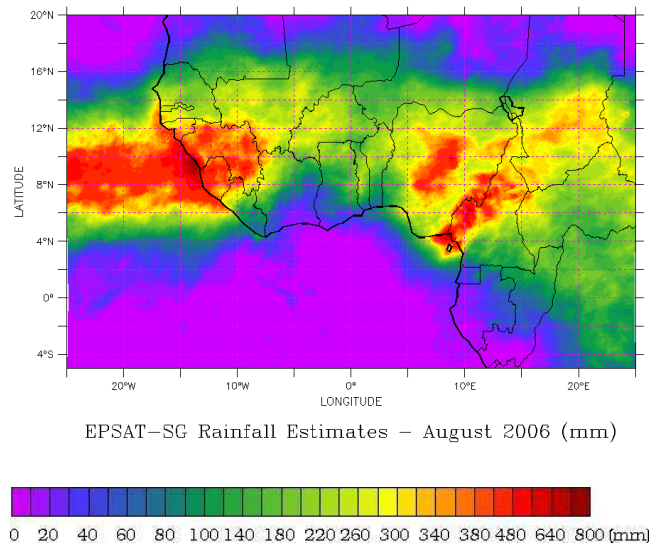 20°N
16°N
12°N
8°N
4°N
0°
4°S
LATITUDE
20°W 10°W 0° 10°E 20°E
LONGITUDE
EPSAT-SG Rainfall Estimates - August 2006 (mm)
0 20 40 60 80 100 140 180 220 260 300 340 380 480 640 800 (mm)